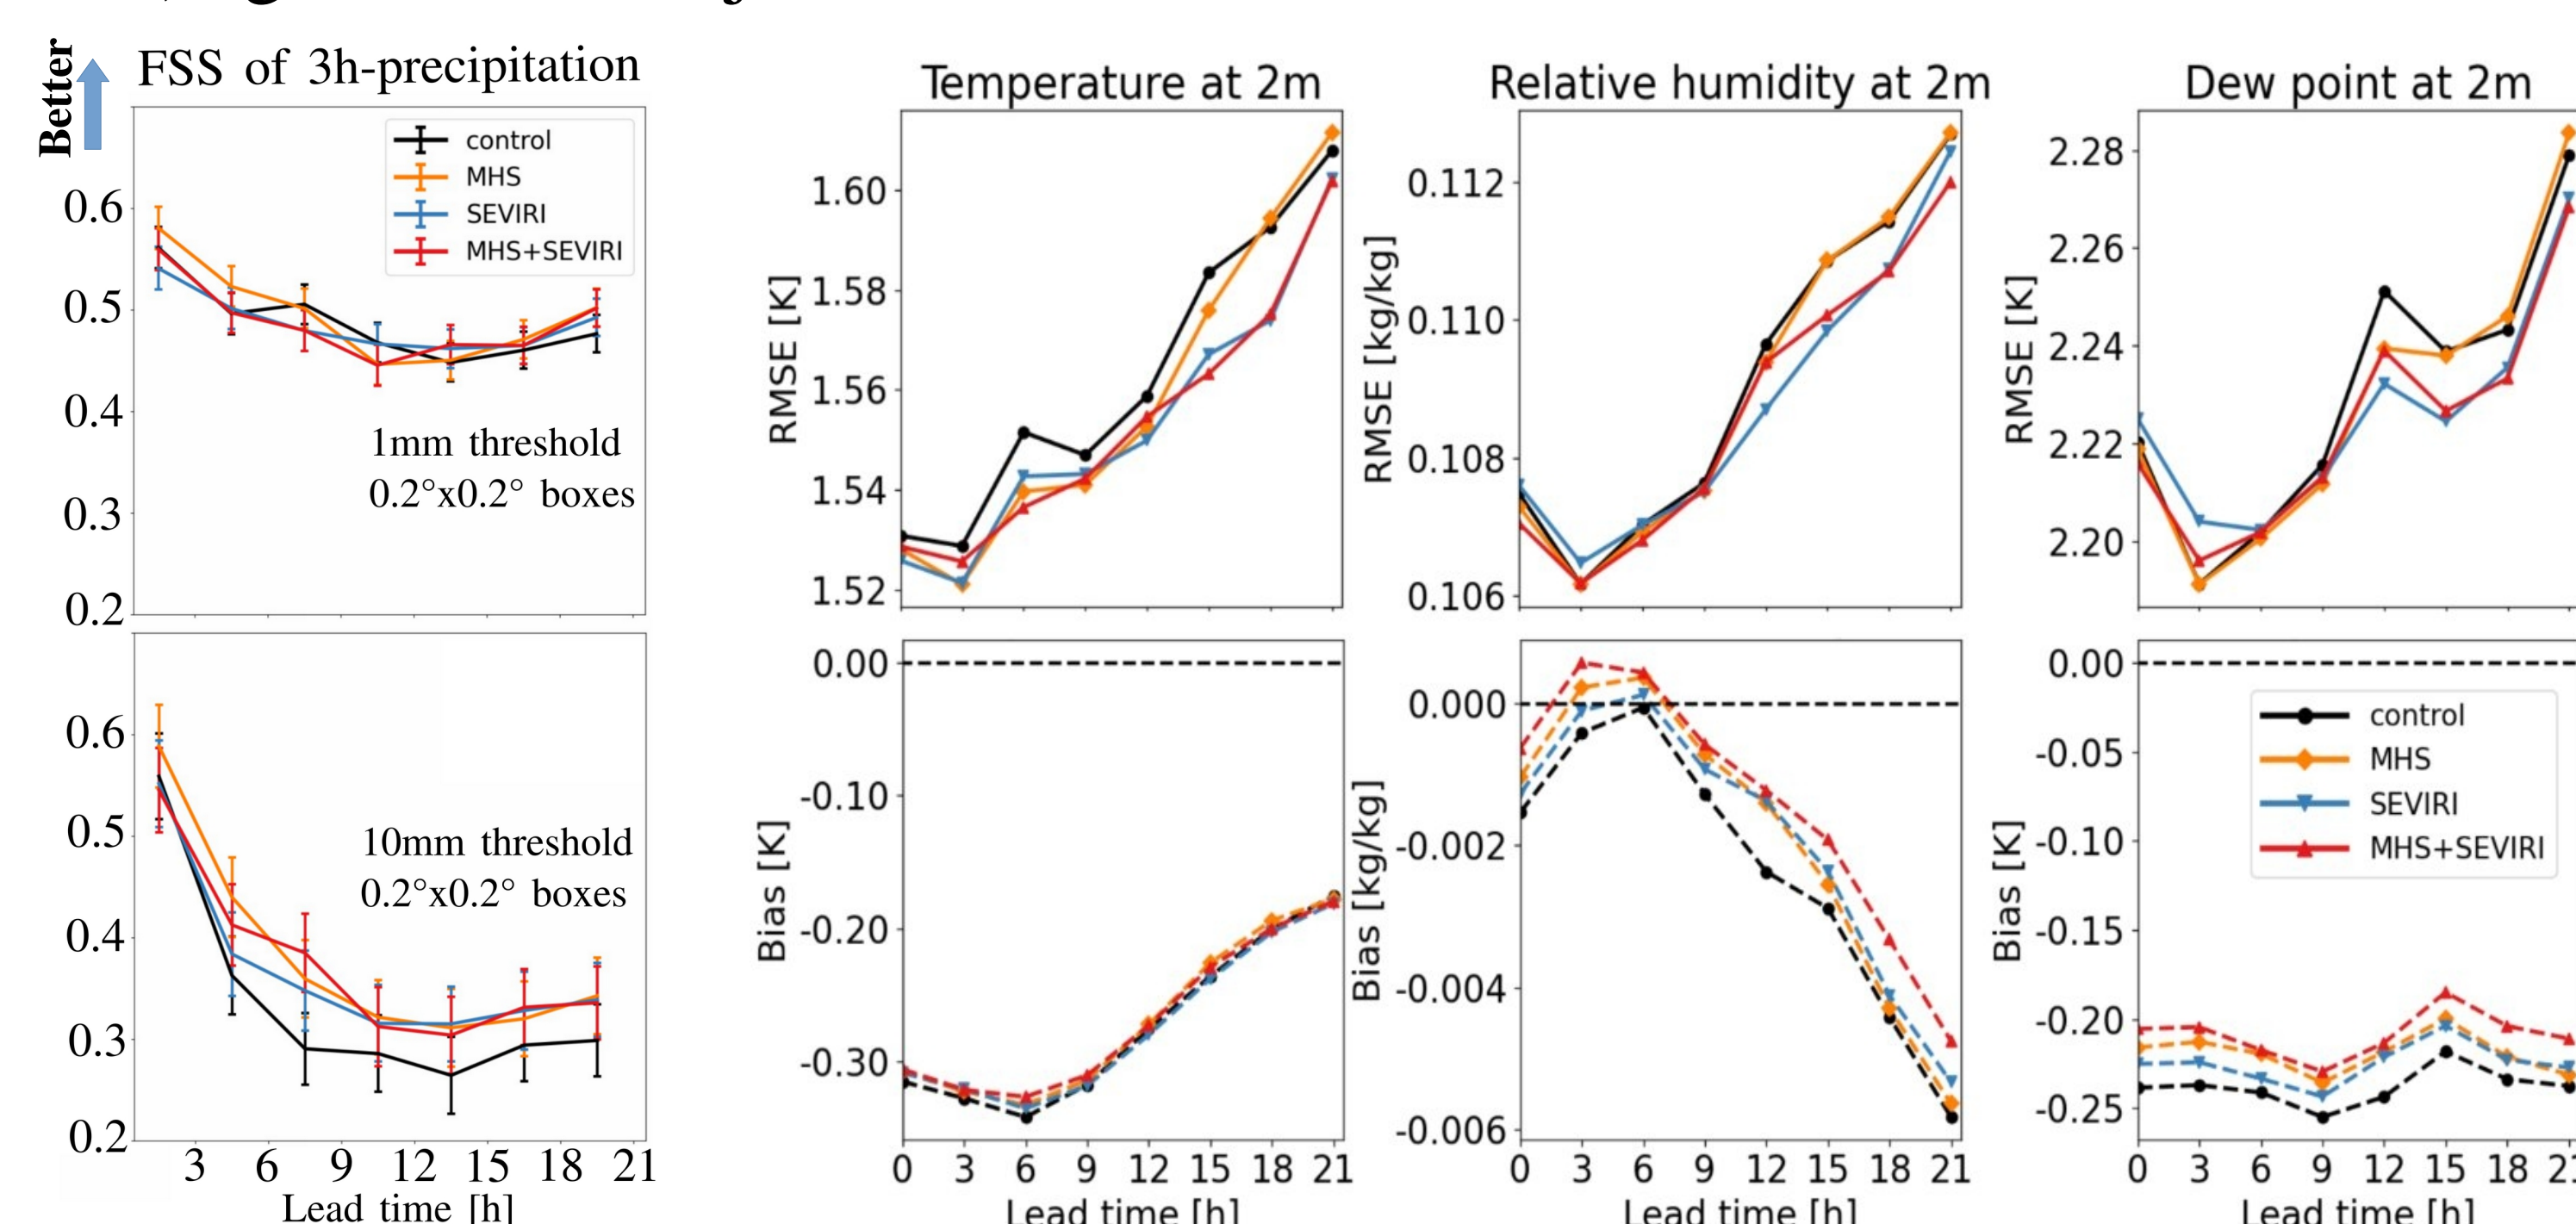 Better
FSS of 3h-precipitation
control
MHS
SEVIRI
MHS+SEVIRI
0.6
0.5
0.4
0.3
0.2
1mm threshold
0.2°x0.2° boxes
0.6
0.5
0.4
0.3
0.2
10mm threshold
0.2°x0.2° boxes
3 6 9 12 15 18 21
Lead time [h]
Temperature at 2m
RMSE [K]
1.60
1.58
1.56
1.54
1.52
Bias [K]
0.00
-0.10
-0.20
-0.30
0 3 6 9 12 15 18 21
Lead time [h]
Relative humidity at 2m
RMSE [kg/kg]
0.112
0.110
0.108
0.106
Bias [kg/kg]
0.000
-0.002
-0.004
-0.006
0 3 6 9 12 15 18 21
Lead time [h]
Dew point at 2m
RMSE [K]
2.28
2.26
2.24
2.22
2.20
Bias [K]
0.00
-0.05
-0.10
-0.15
-0.20
-0.25
control
MHS
SEVIRI
MHS+SEVIRI
0 3 6 9 12 15 18
Lead time [h]